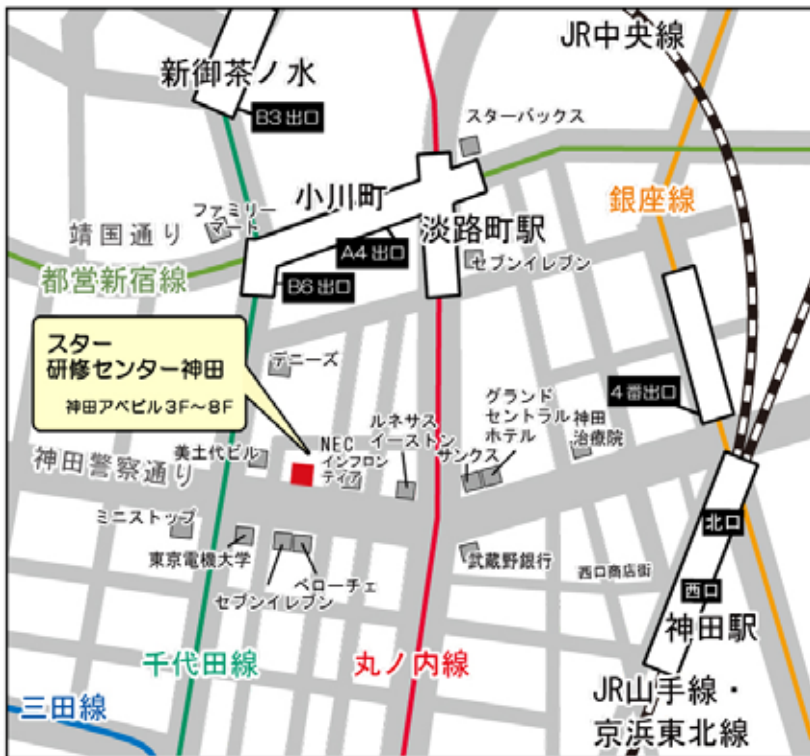 JR中央線
新御茶ノ水
B3出口
スターバックス
小川町
銀座線
ファミリー
マート
靖国通り
淡路町駅
A4出口
セブンイレブン
都営新宿線
B6出口
スター
研修センター神田
神田アベビル3F～8F
デニーズ
4番出口
グランド
セントラル
ホテル
神田
治療院
ルネサス
イーストン
サンクス
NEC
インフロン
ティア
美土代ビル
神田警察通り
ミニストップ
北口
東京電機大学
ベローチェ
セブンイレブン
武蔵野銀行
西口商店街
西口
神田駅
千代田線
丸ノ内線
JR山手線・
京浜東北線
三田線